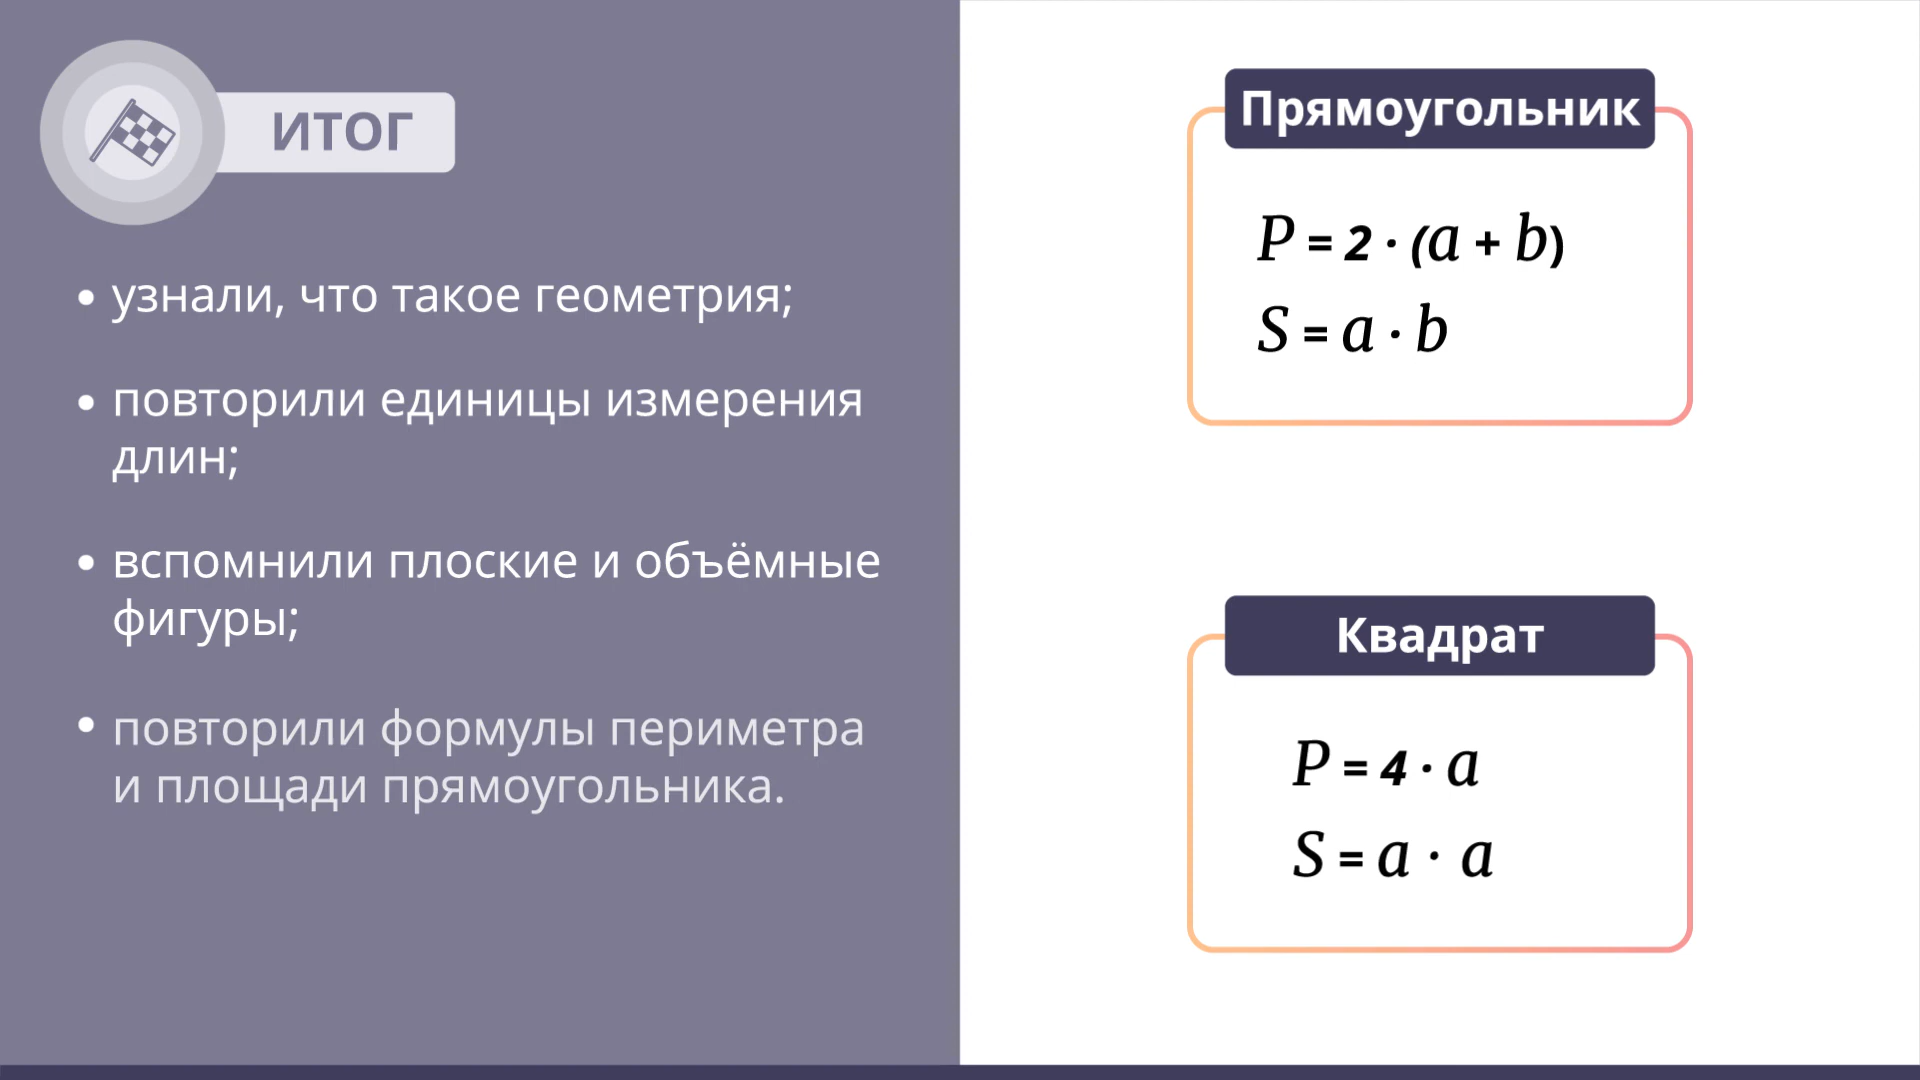 ИТОГ
• узнали, что такое геометрия;
• повторили единицы измерения
длин;
• вспомнили плоские и объёмные
фигуры;
• повторили формулы периметра
и площади прямоугольника.
Прямоугольник
P = 2 · (a + b)
S = a · b
Квадрат
P = 4 · a
S = a · a